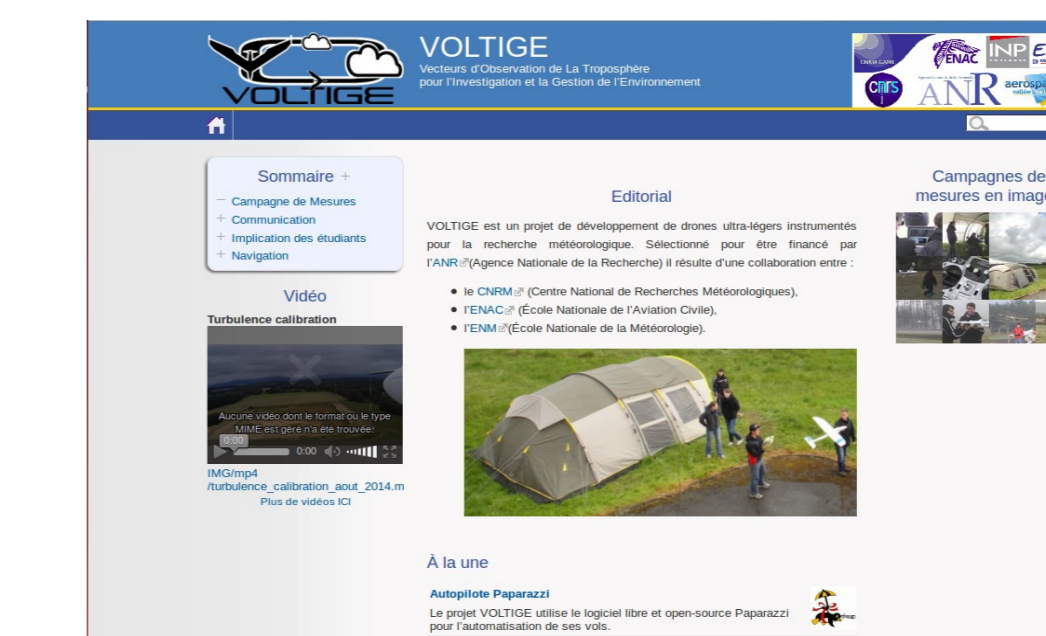 VOLTIGE
VOLTIGE
Vecteurs d'Observation de La Troposphère
pour l'Investigation et la Gestion de l'Environnement
ENAC
INP
cnrs
ANR
aerospa
Sommaire +
Campagne de Mesures
Communication
Implication des étudiants
Navigation
Vidéo
Turbulence calibration
Aucune vidéo dont le format ou le type
MIME est géré n'a été trouvée.
0:00
0:00
IMG/mp4
/turbulence_calibration_aout_2014.m
Plus de vidéos ICI
Editorial
VOLTIGE est un projet de développement de drones ultra-légers instrumentés
pour la recherche météorologique. Sélectionné pour être financé par
l'ANR (Agence Nationale de la Recherche) il résulte d'une collaboration entre :
• le CNRM (Centre National de Recherches Météorologiques),
• l'ENAC (École Nationale de l'Aviation Civile),
• l'ENM (École Nationale de la Météorologie).
À la une
Autopilote Paparazzi
Le projet VOLTIGE utilise le logiciel libre et open-source Paparazzi
pour l'automatisation de ses vols.
Campagnes de
mesures en image